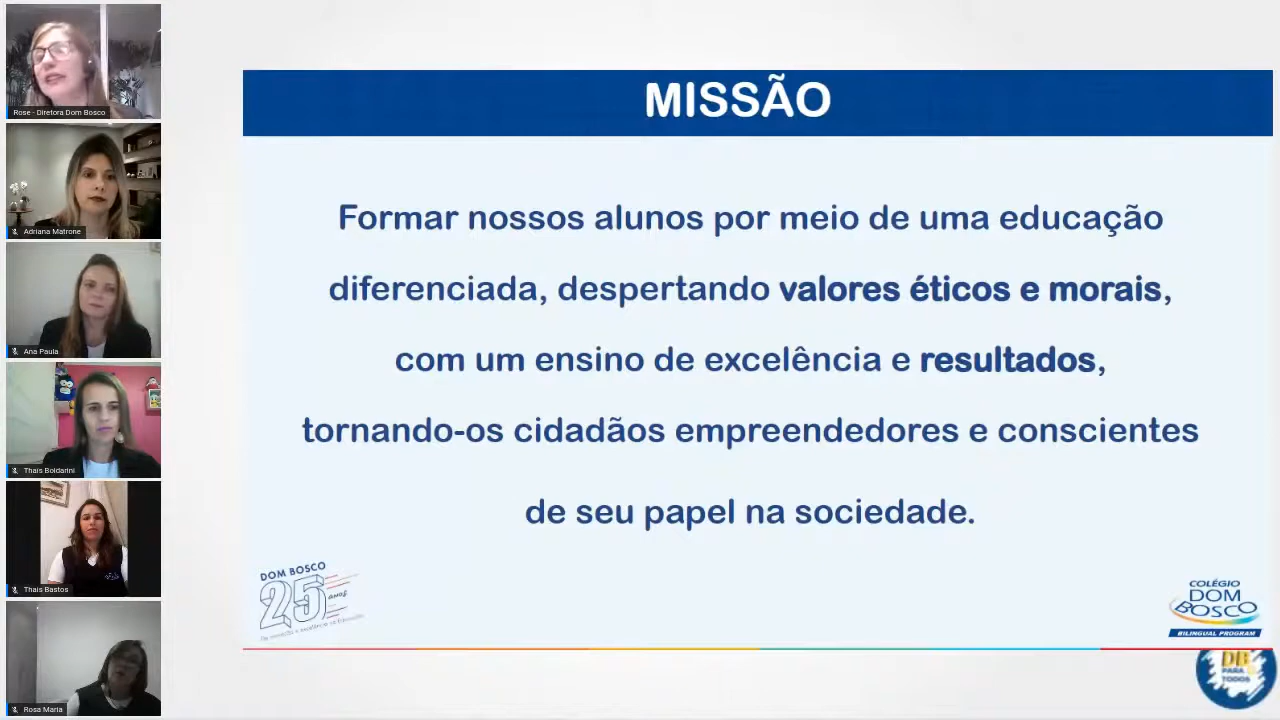 Rose - Diretora Dom Bosco
Adriana Matrone
Ana Paula
Thaís Boldarini
Thais Bastos
Rosa Maria
MISSÃO
Formar nossos alunos por meio de uma educação
diferenciada, despertando valores éticos e morais,
com um ensino de excelência e resultados,
tornando-os cidadãos empreendedores e conscientes
de seu papel na sociedade.
DOM BOSCO
25
anos
COLÉGIO
DOM
BOSCO
BILINGUAL PROGRAM
DB
PARA
TODOS